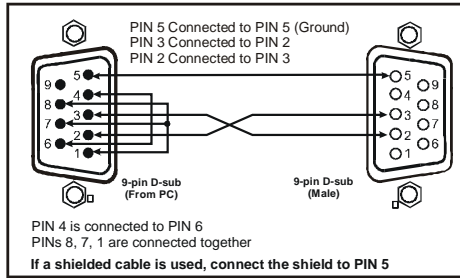 PIN 5 Connected to PIN 5 (Ground)
PIN 3 Connected to PIN 2
PIN 2 Connected to PIN 3
5
9
4
8
3
7
2
6
1
5
9
4
8
3
7
2
6
1
9-pin D-sub
(From PC)
9-pin D-sub
(Male)
PIN 4 is connected to PIN 6
PINs 8, 7, 1 are connected together
If a shielded cable is used, connect the shield to PIN 5